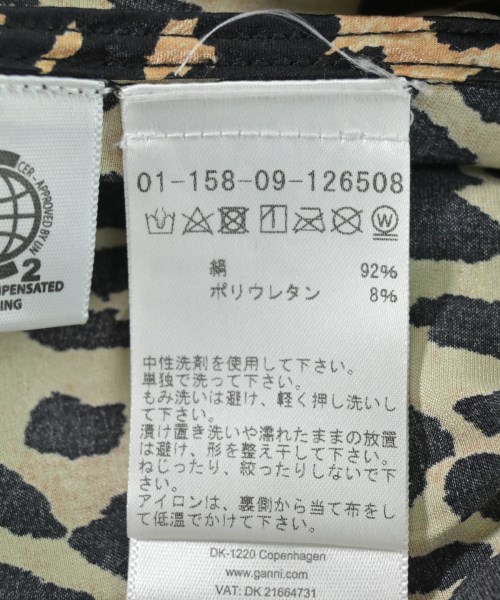 CER - APPROVED BY UN
2
MPENSATED
ING
01-158-09-126508
W
絹 92%
ポリウレタン 8%
中性洗剤を使用して下さい。
単独で洗って下さい。
もみ洗いは避け、軽く押し洗いし
て下さい。
漬け置き洗いや濡れたままの放置
は避け、形を整え干して下さい。
ねじったり、絞ったりしないで下
さい。
アイロンは、裏側から当て布をし
て低温でかけて下さい。
DK-1220 Copenhagen
www.ganni.com
VAT: DK 21664731